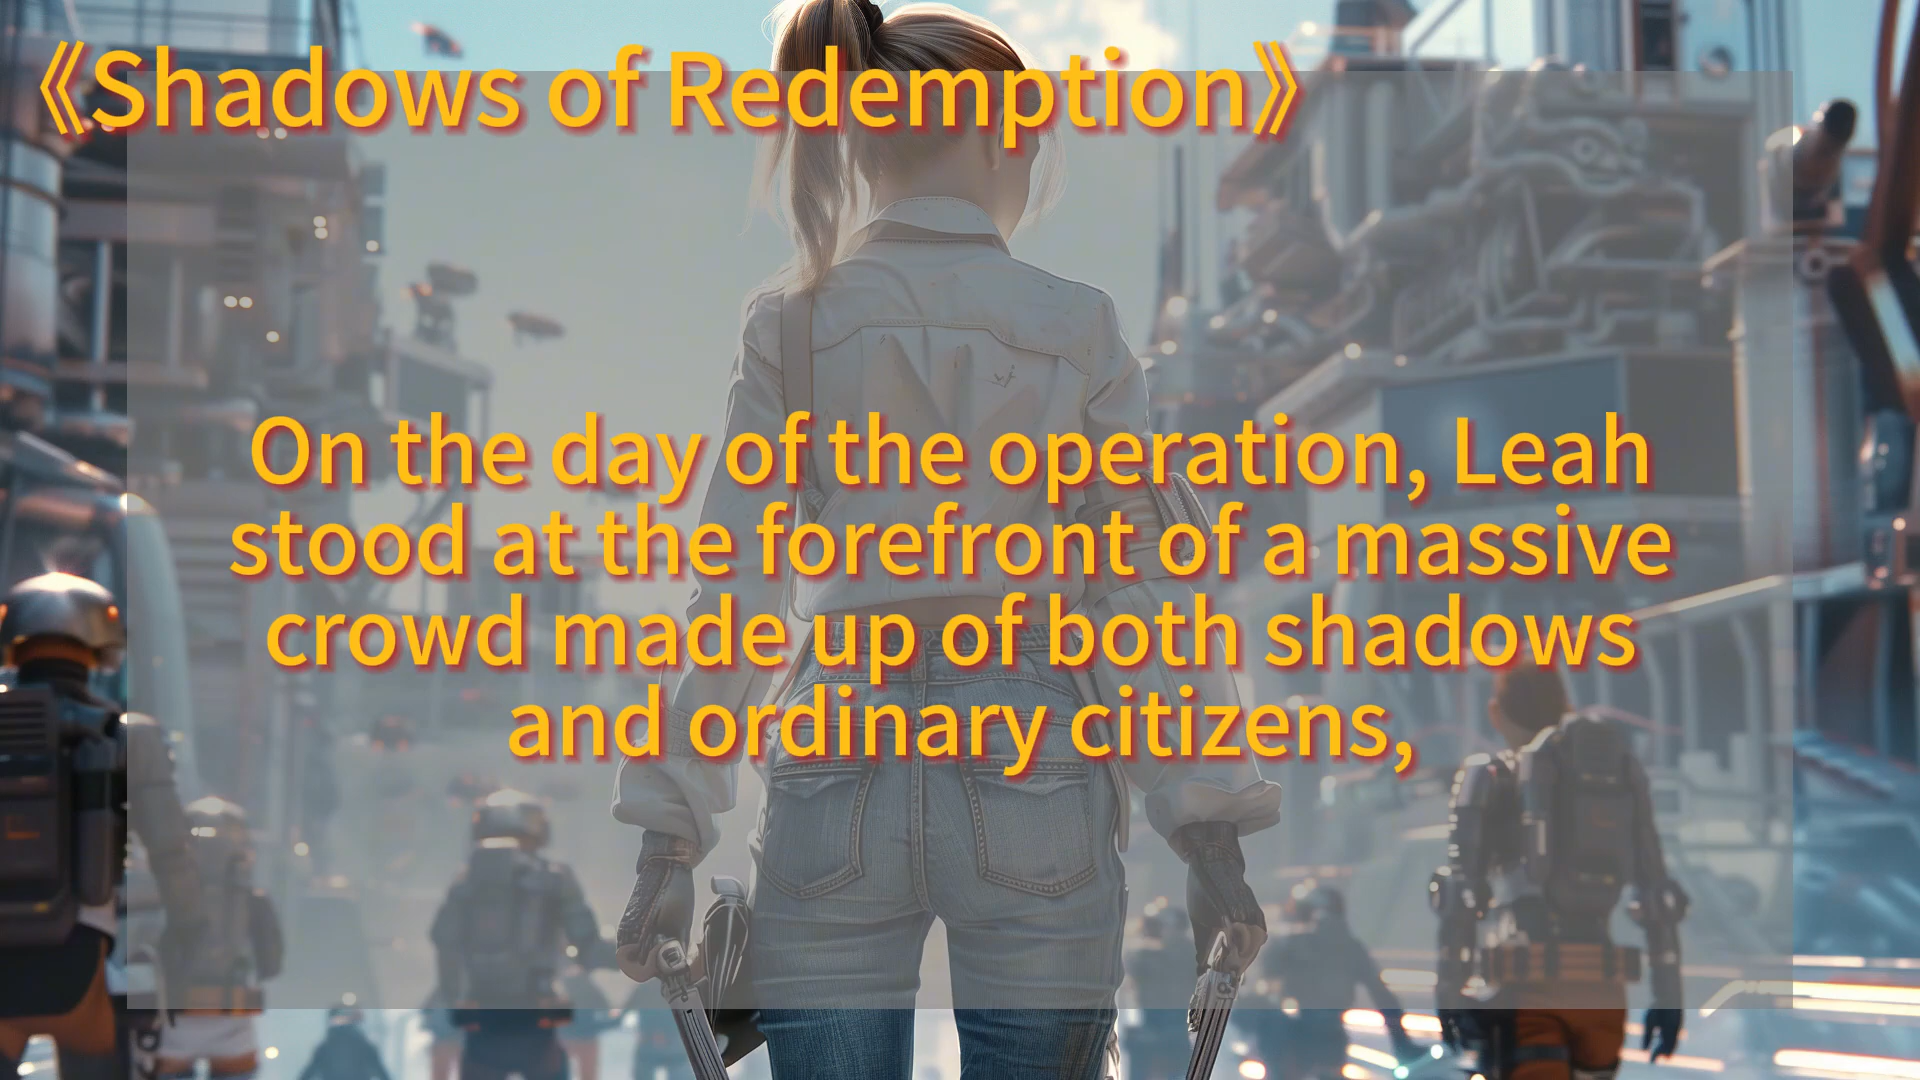 《Shadows of Redemption》
On the day of the operation, Leah
stood at the forefront of a massive
crowd made up of both shadows
and ordinary citizens,